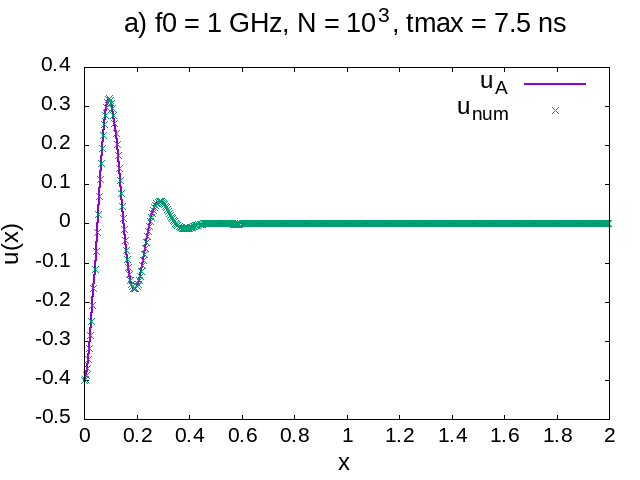 a) f0 = 1 GHz, N = 10³, tmax = 7.5 ns
0.4
u_A
0.3
u_num
0.2
0.1
0
u(x)
-0.1
-0.2
-0.3
-0.4
-0.5
0 0.2 0.4 0.6 0.8 1 1.2 1.4 1.6 1.8 2
x